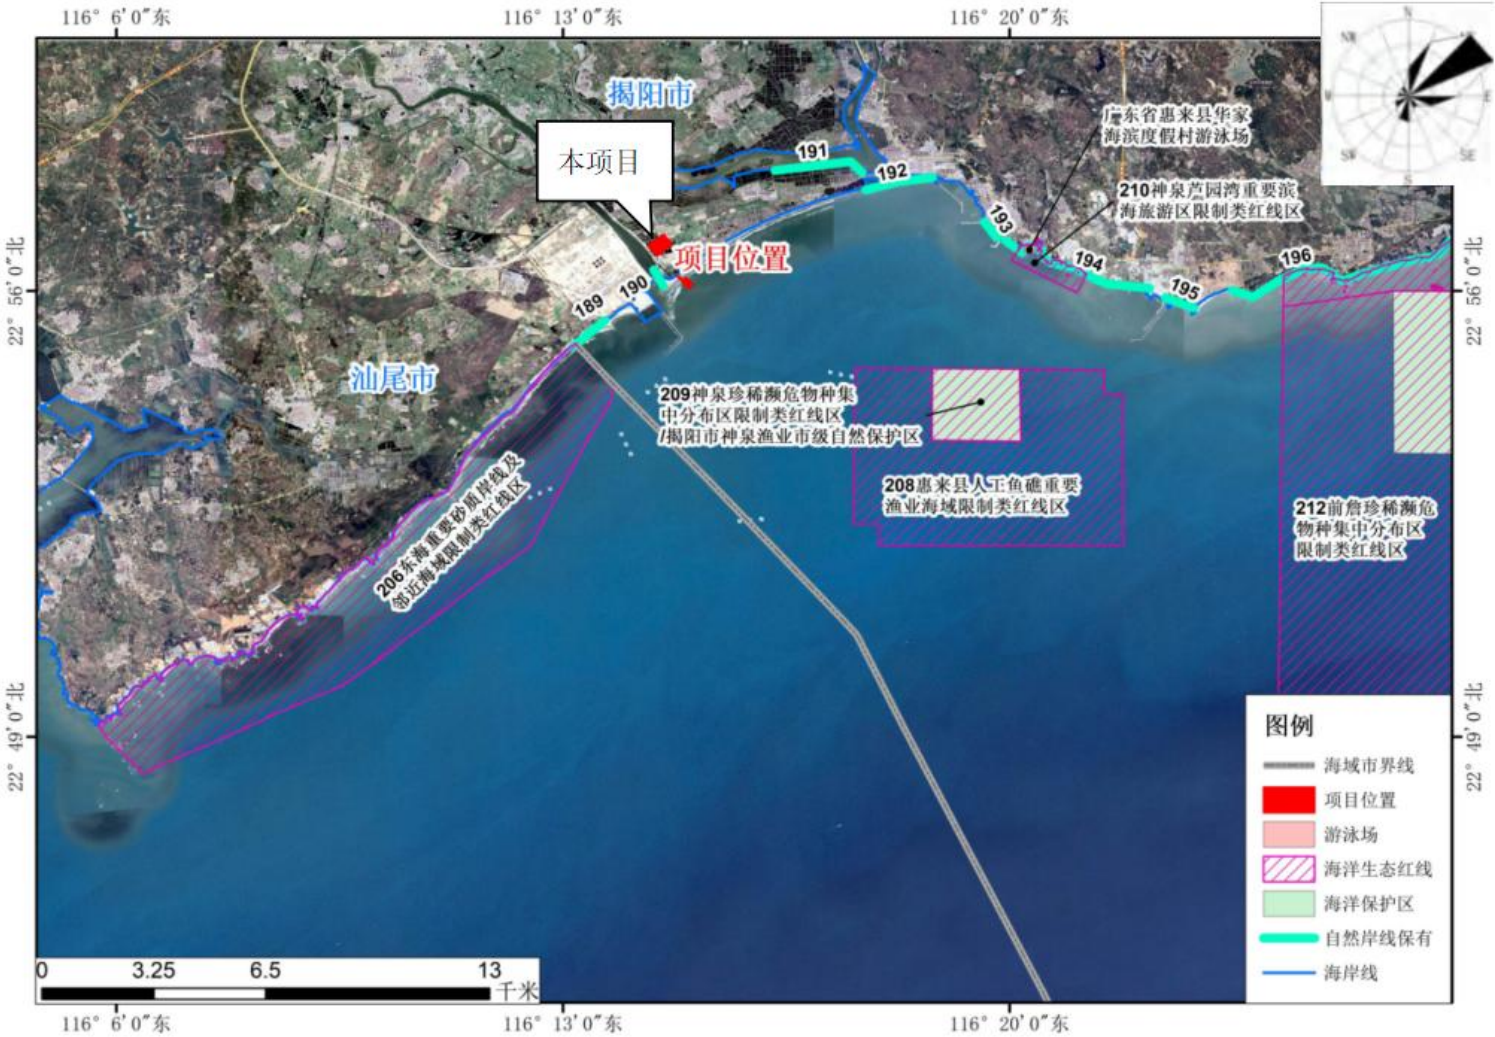 116° 6′0″东
116° 13′0″东
116° 20′0″东
N
NW
E
SW
SE
S
揭阳市
本项目
项目位置
广东省惠来县华家
海滨度假村游泳场
210神泉芦园湾重要滨
海旅游区限制类红线区
191
192
193
194
195
196
190
189
22° 56′0″北
22° 56′0″北
汕尾市
209神泉珍稀濒危物种集
中分布区限制类红线区
/揭阳市神泉渔业市级自然保护区
208惠来县人工鱼礁重要
渔业海域限制类红线区
212前詹珍稀濒危
物种集中分布区
限制类红线区
206东海重要砂质岸线及
邻近海域限制类红线区
22° 49′0″北
22° 49′0″北
图例
海域市界线
项目位置
游泳场
海洋生态红线
海洋保护区
自然岸线保有
海岸线
0 3.25 6.5 13
千米
116° 6′0″东
116° 13′0″东
116° 20′0″东